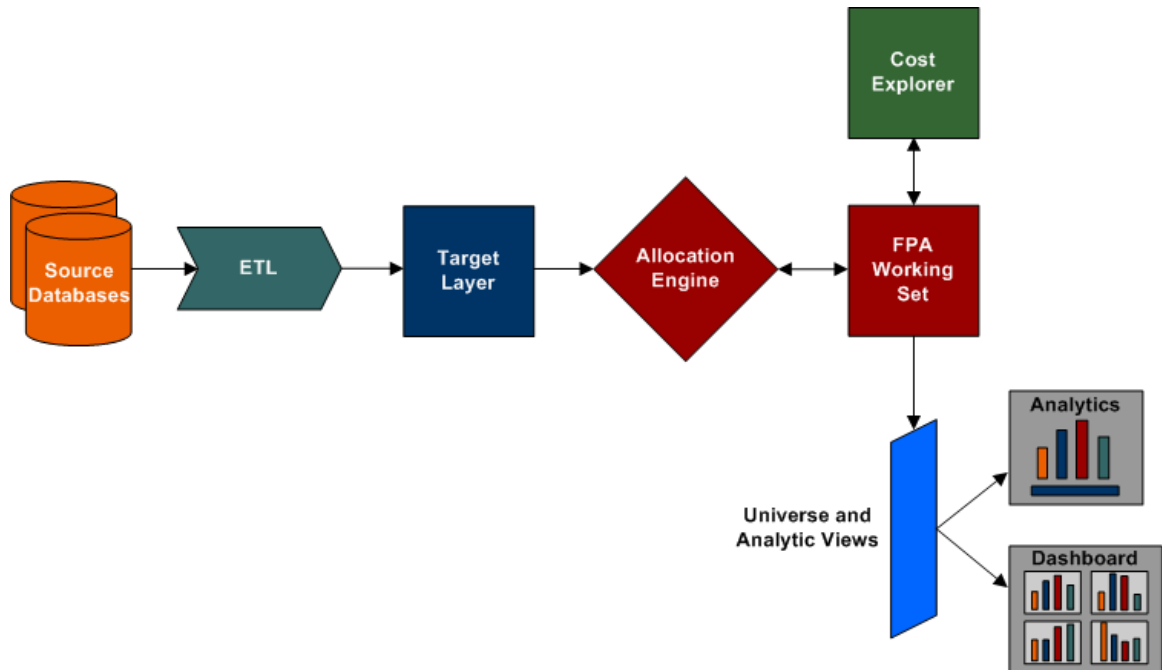 Cost
Explorer
Source
Databases
ETL
Target
Layer
Allocation
Engine
FPA
Working
Set
Analytics
Universe and
Analytic Views
Dashboard